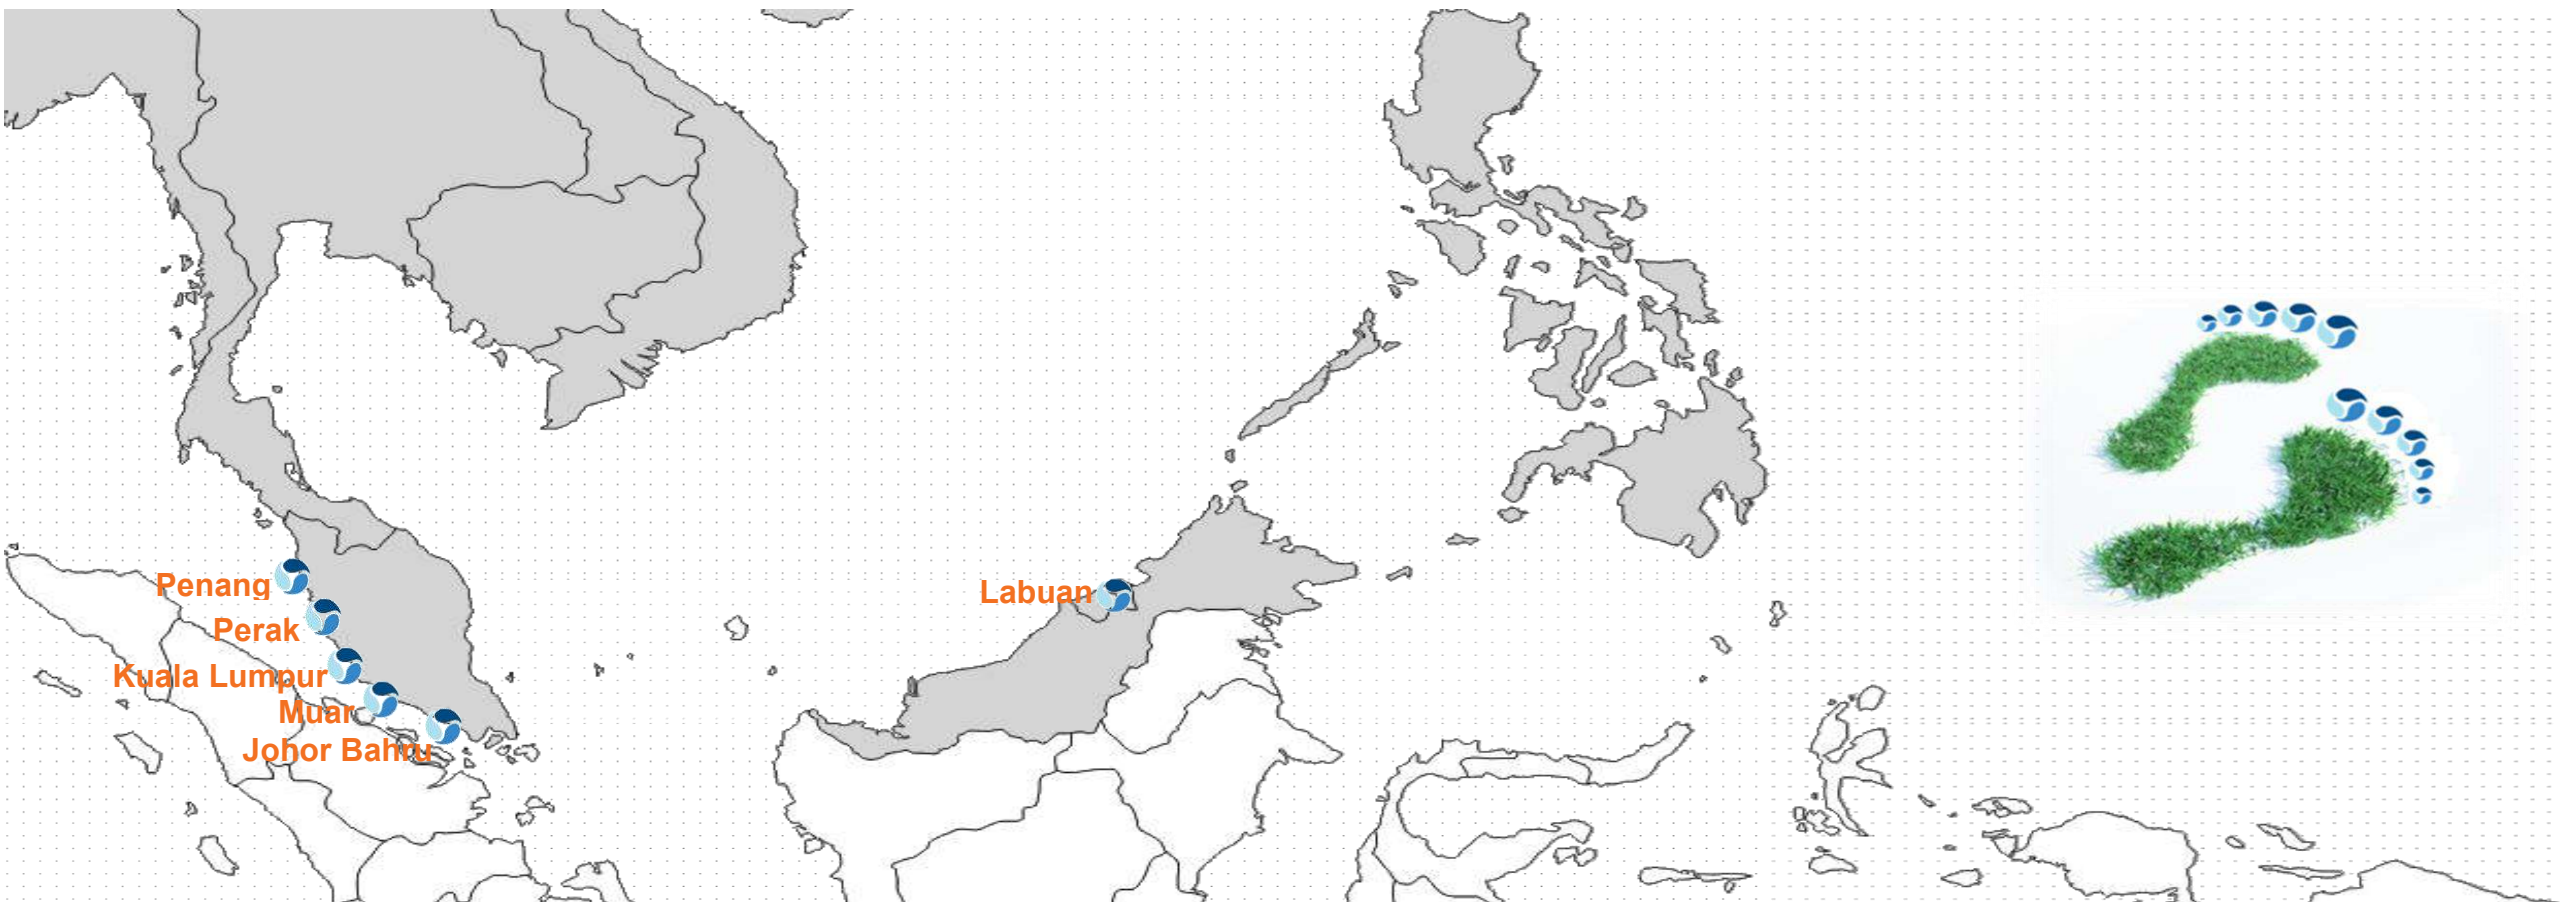 Penang
Perak
Kuala Lumpur
Muar
Johor Bahru
Labuan